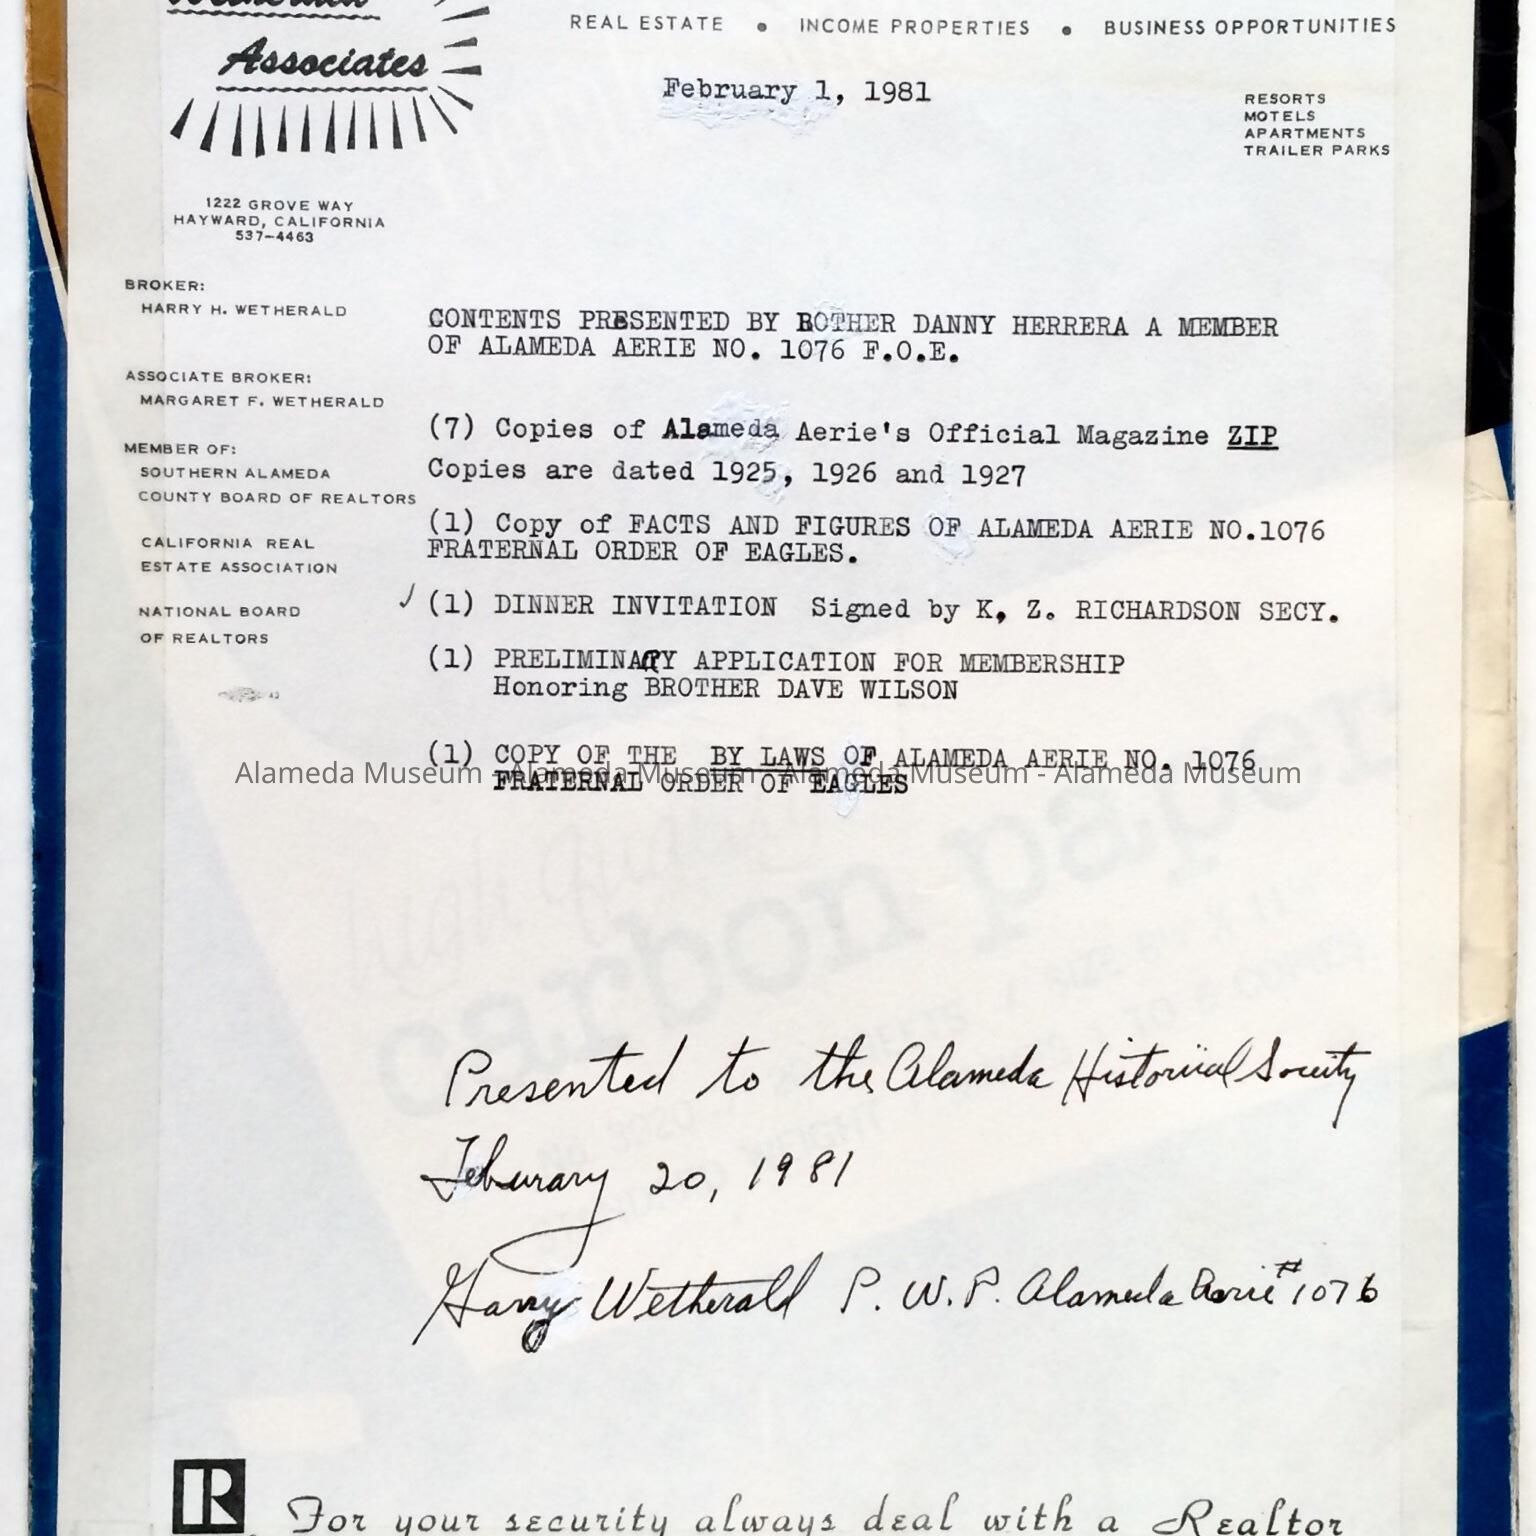 Wetherald
Associates
REAL ESTATE • INCOME PROPERTIES • BUSINESS OPPORTUNITIES
February 1, 1981
RESORTS
MOTELS
APARTMENTS
TRAILER PARKS
1222 GROVE WAY
HAYWARD, CALIFORNIA
537-4463
BROKER:
HARRY H. WETHERALD
ASSOCIATE BROKER:
MARGARET F. WETHERALD
MEMBER OF:
SOUTHERN ALAMEDA
COUNTY BOARD OF REALTORS
CALIFORNIA REAL
ESTATE ASSOCIATION
NATIONAL BOARD
OF REALTORS
CONTENTS PRESENTED BY ROTHER DANNY HERRERA A MEMBER
OF ALAMEDA AERIE NO. 1076 F.O.E.
(7) Copies of Alameda Aerie's Official Magazine ZIP
Copies are dated 1925, 1926 and 1927
(1) Copy of FACTS AND FIGURES OF ALAMEDA AERIE NO.1076
FRATERNAL ORDER OF EAGLES.
✓ (1) DINNER INVITATION Signed by K, Z. RICHARDSON SECY.
(1) PRELIMINARY APPLICATION FOR MEMBERSHIP
Honoring BROTHER DAVE WILSON
(1) COPY OF THE BY LAWS OF ALAMEDA AERIE NO. 1076
FRATERNAL ORDER OF EAGLES
Alameda Museum - Alameda Museum - Alameda Museum - Alameda Museum
high quality
carbon paper
Presented to the Alameda Historical Society
Feburary 20, 1981
Harry Wetherald P. W. P. Alameda Aerie #1076
R
For your security always deal with a Realtor